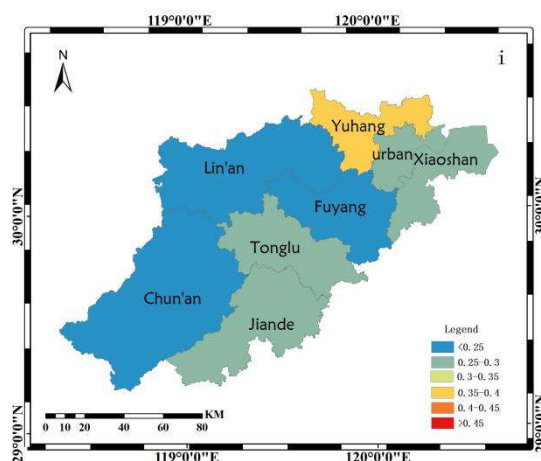 119°0'0"E 120°0'0"E
N
i
Yuhang
urban Xiaoshan
Lin'an
Fuyang
30°0'0"N 30°0'0"N
Tonglu
Chun'an
Jiande
Legend
<0.25
0.25-0.3
0.3-0.35
0.35-0.4
0.4-0.45
>0.45
KM
0 10 20 40 60 80
29°0'0"N 29°0'0"N
119°0'0"E 120°0'0"E